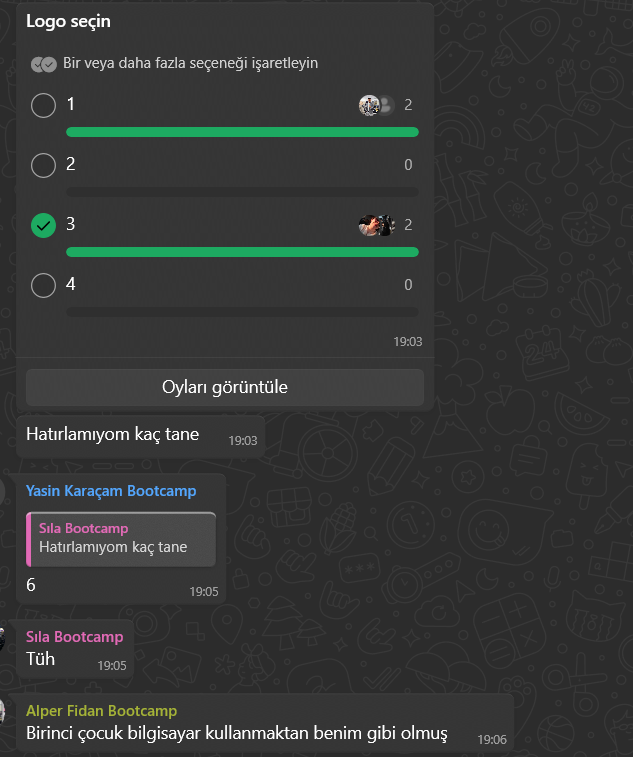 Logo seçin
Bir veya daha fazla seçeneği işaretleyin
1 2
2 0
3 2
4 0
19:03
Oyları görüntüle
Hatırlamıyom kaç tane 19:03
Yasin Karaçam Bootcamp
Sıla Bootcamp
Hatırlamıyom kaç tane
6 19:05
Sıla Bootcamp
Tüh 19:05
Alper Fidan Bootcamp
Birinci çocuk bilgisayar kullanmaktan benim gibi olmuş 19:06